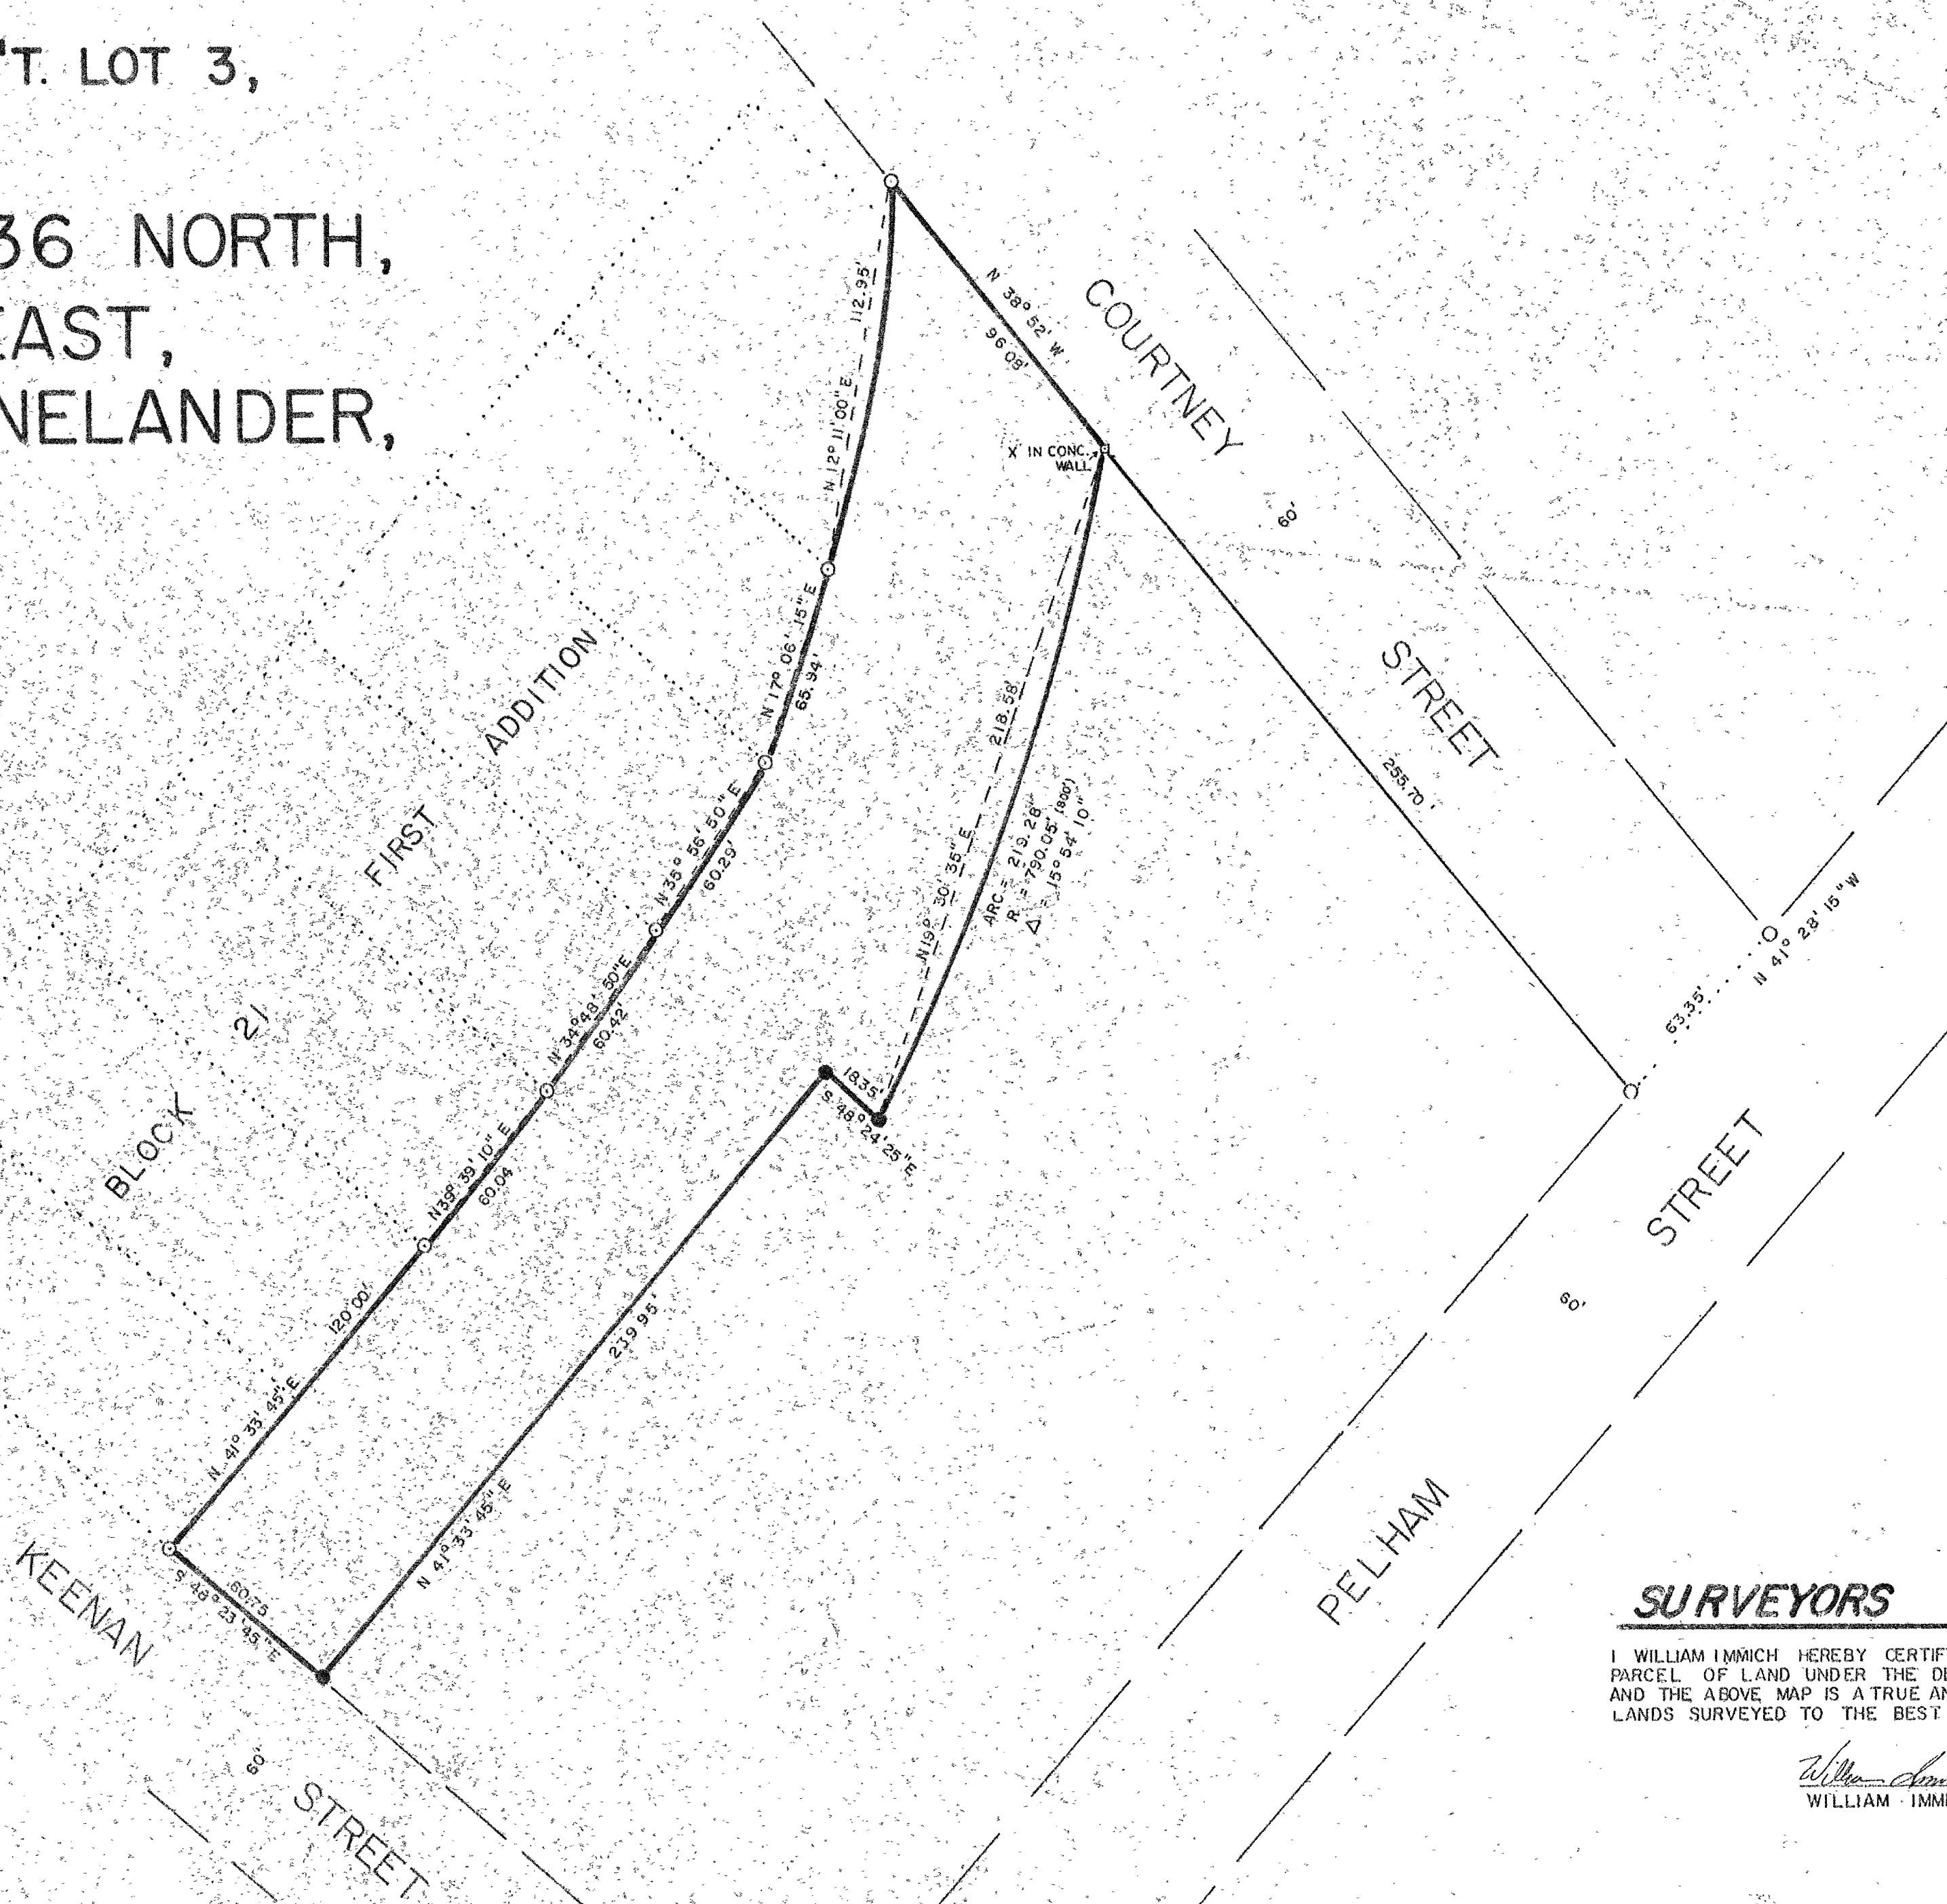 'T. LOT 3,
36 NORTH,
EAST,
NELANDER,
COURTNEY
STREET
60'
N 38° 52' W
96.08'
X IN CONC.
WALL
255.70'
112.95'
N 12° 11' 00" E
N 17° 06' 15" E
65.94'
N 35° 56' 50" E
60.29'
N 34° 48' 50" E
60.42'
N 39° 39' 10" E
60.04
120.00'
N 41° 33' 45" E
218.58'
N 19° 30' 35" E
ARC = 219.28'
R = 790.05' (800')
Δ = 15° 54' 10"
18.35'
S 48° 24' 25" E
239.95'
N 41° 33' 45" E
60.75
S 48° 23' 45" E
FIRST ADDITION
BLOCK 21
63.35'
N 41° 28' 15" W
PELHAM STREET
60'
KEENAN STREET
60'
SURVEYORS
I WILLIAM IMMICH HEREBY CERTIF
PARCEL OF LAND UNDER THE DE
AND THE ABOVE MAP IS A TRUE AN
LANDS SURVEYED TO THE BEST
WILLIAM IMMI